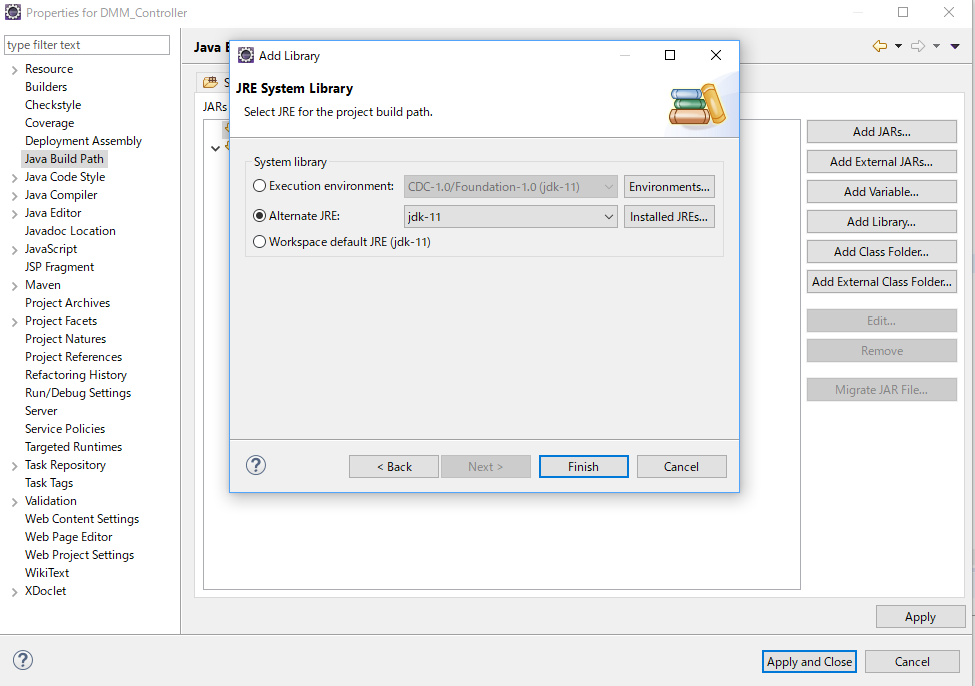 Properties for DMM_Controller
type filter text
Resource
Builders
Checkstyle
Coverage
Deployment Assembly
Java Build Path
Java Code Style
Java Compiler
Java Editor
Javadoc Location
JavaScript
JSP Fragment
Maven
Project Archives
Project Facets
Project Natures
Project References
Refactoring History
Run/Debug Settings
Server
Service Policies
Targeted Runtimes
Task Repository
Task Tags
Validation
Web Content Settings
Web Page Editor
Web Project Settings
WikiText
XDoclet
Java B
JARs
Add Library
JRE System Library
Select JRE for the project build path.
System library
Execution environment: CDC-1.0/Foundation-1.0 (jdk-11) Environments...
Alternate JRE: jdk-11 Installed JREs...
Workspace default JRE (jdk-11)
? < Back Next > Finish Cancel
Add JARs...
Add External JARs...
Add Variable...
Add Library...
Add Class Folder...
Add External Class Folder...
Edit...
Remove
Migrate JAR File...
Apply
? Apply and Close Cancel